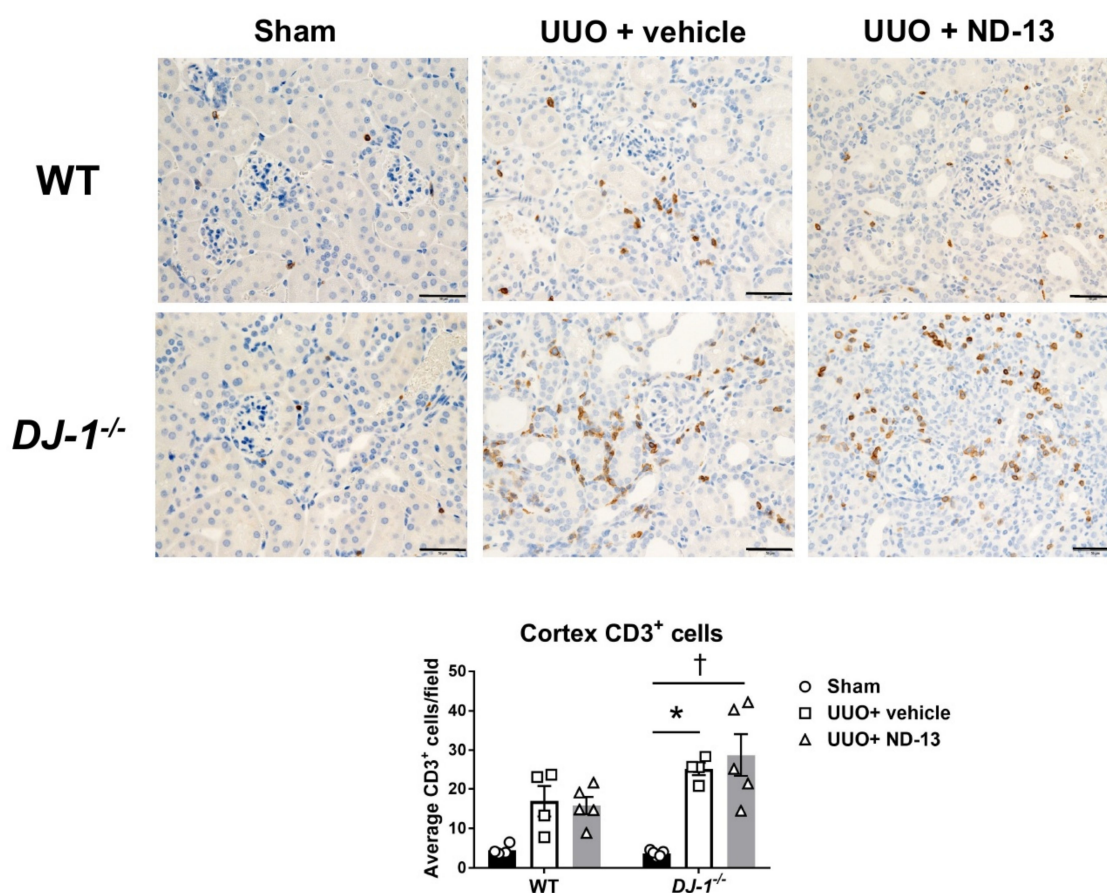 Sham
UUO + vehicle
UUO + ND-13
WT
DJ-1-/-
Cortex CD3+ cells
Average CD3+ cells/field
50
40
30
20
10
0
†
*
WT
DJ-1-/-
Sham
UUO+ vehicle
UUO+ ND-13